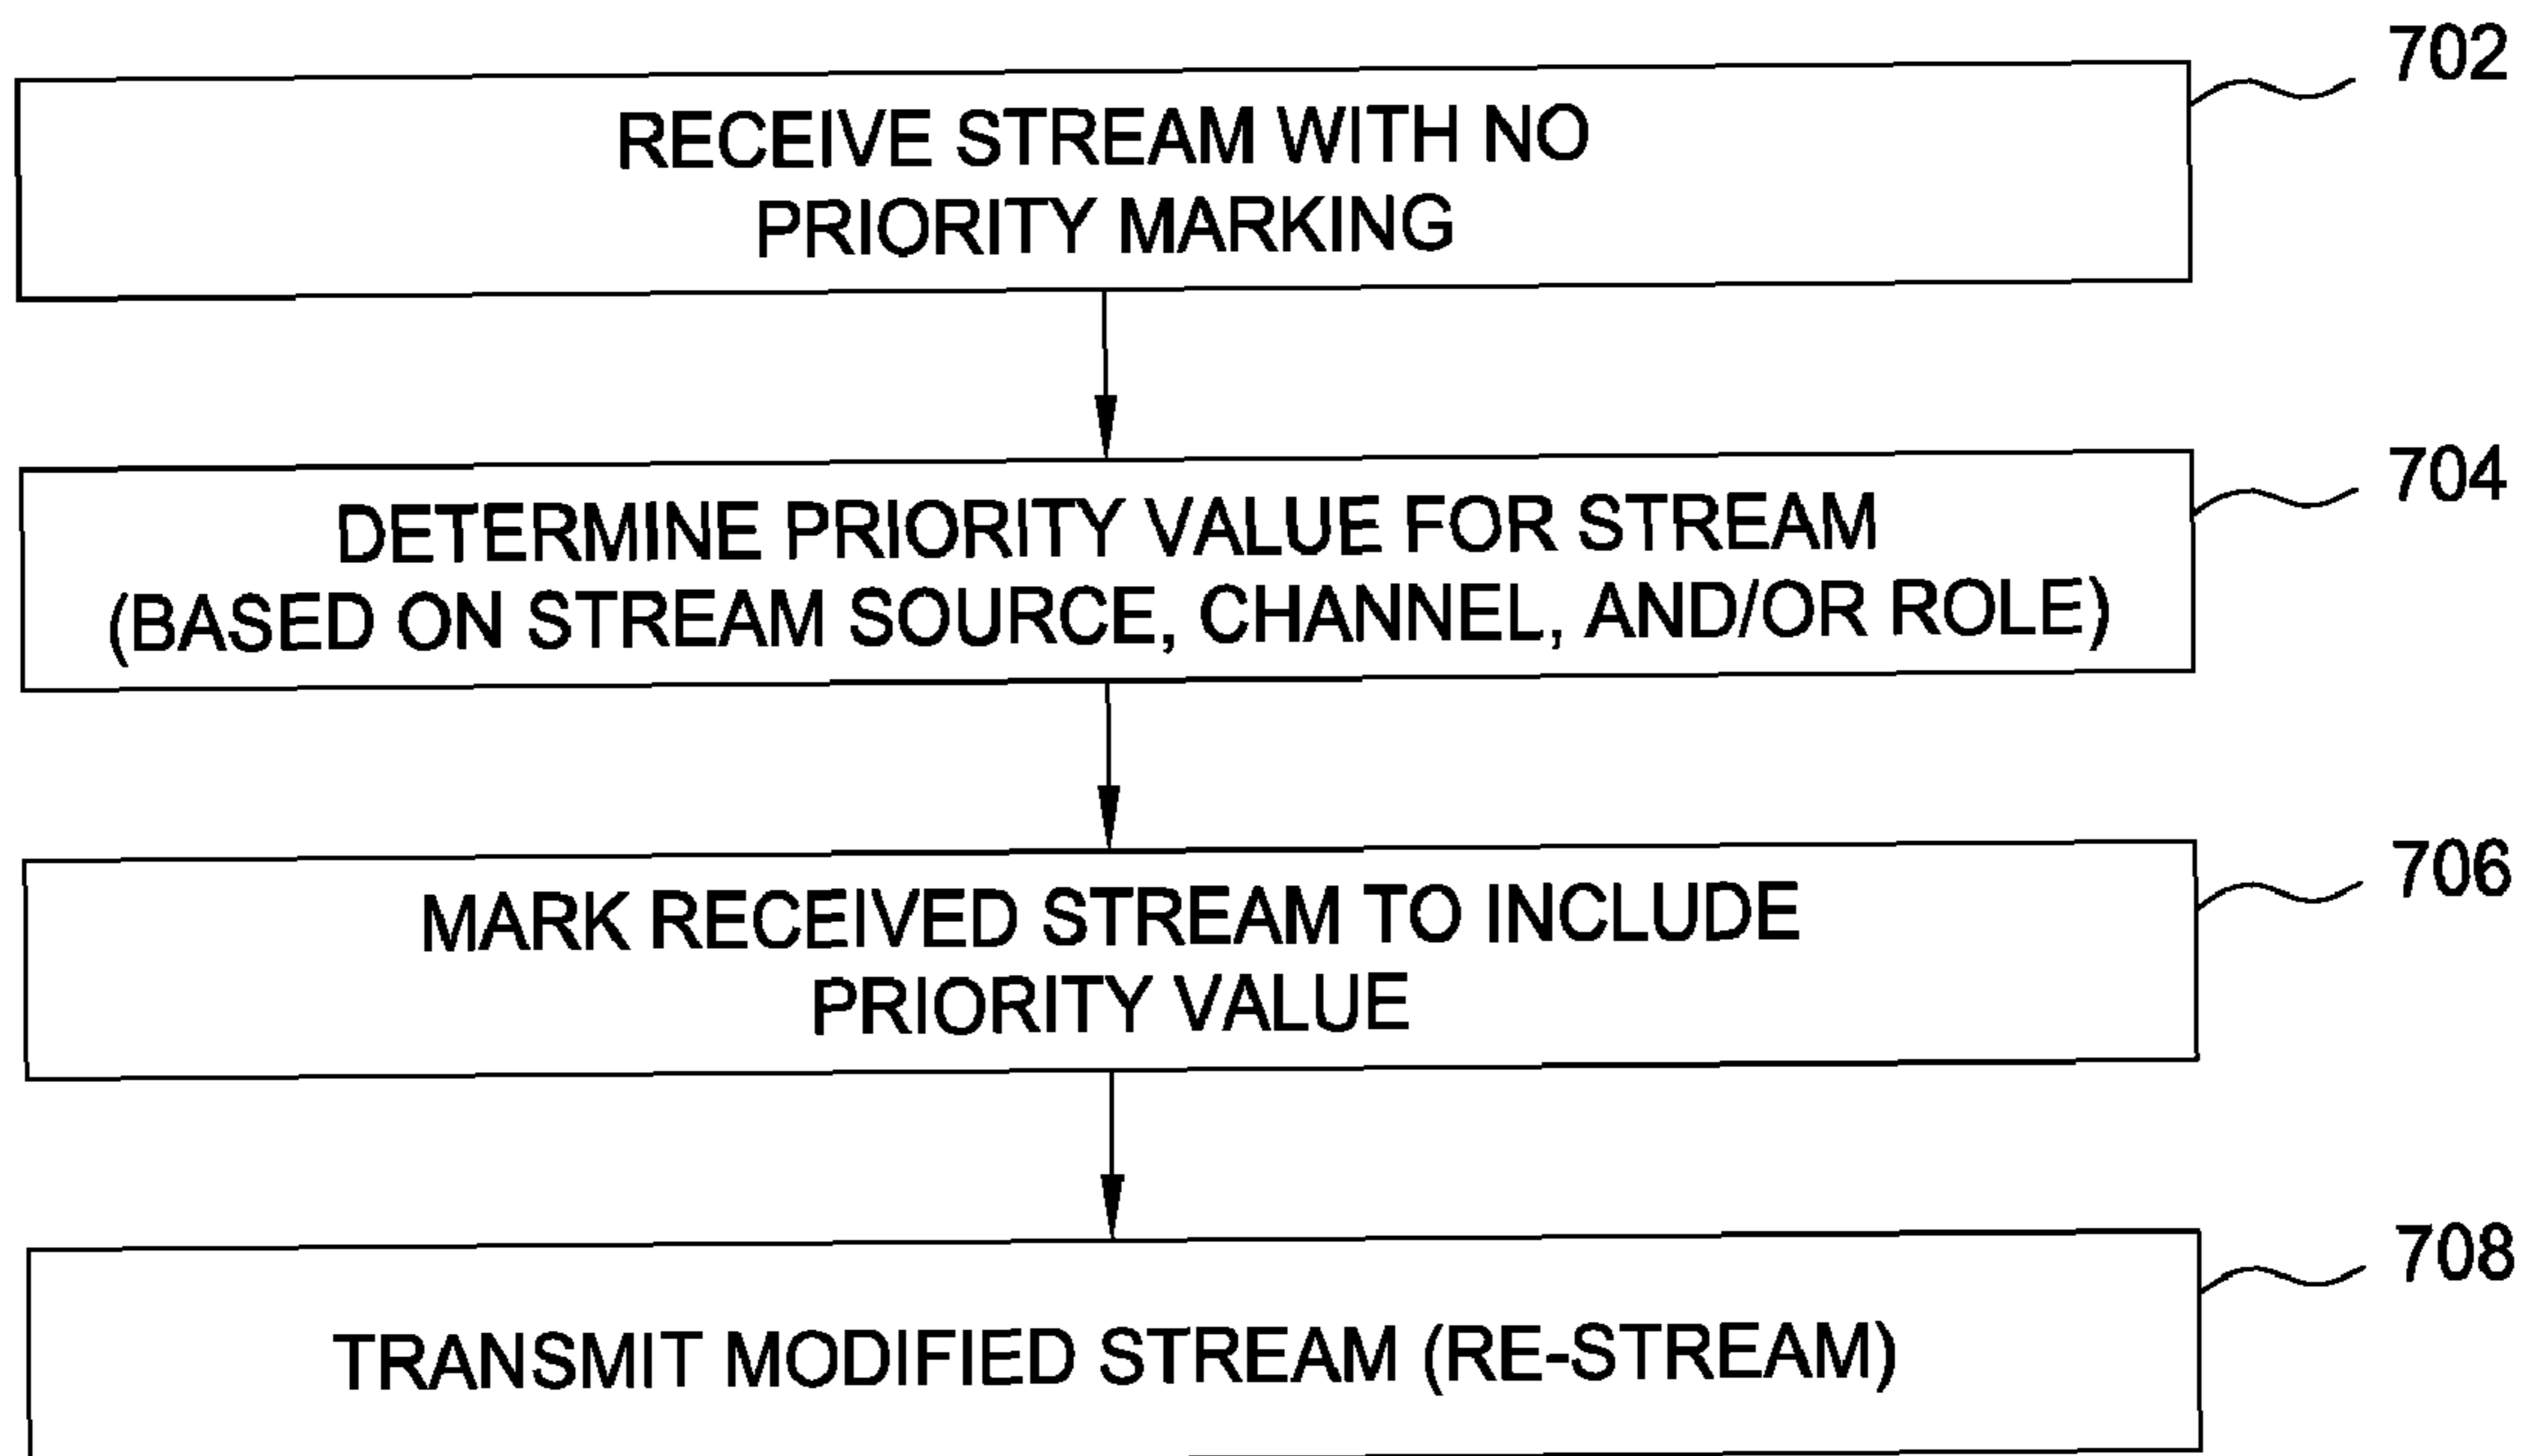 702
RECEIVE STREAM WITH NO
PRIORITY MARKING
704
DETERMINE PRIORITY VALUE FOR STREAM
(BASED ON STREAM SOURCE, CHANNEL, AND/OR ROLE)
706
MARK RECEIVED STREAM TO INCLUDE
PRIORITY VALUE
708
TRANSMIT MODIFIED STREAM (RE-STREAM)